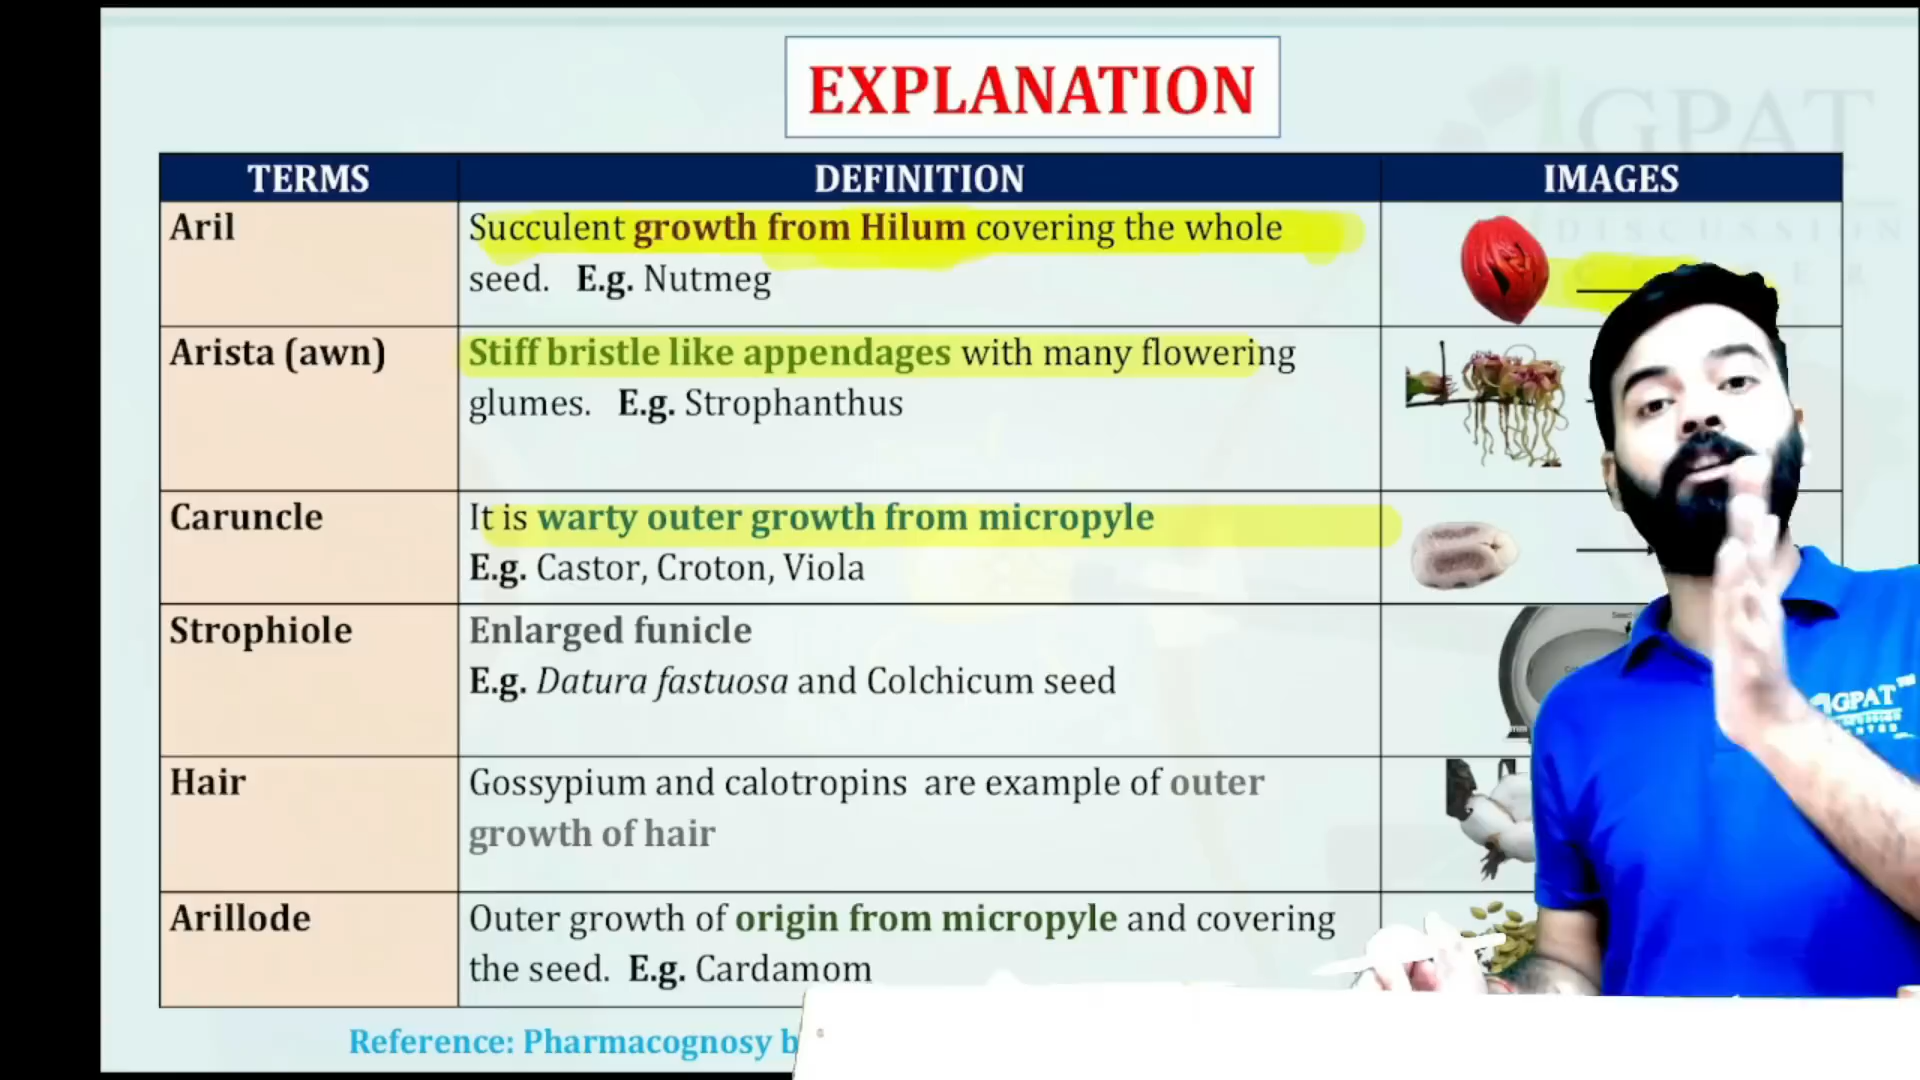 EXPLANATION
GPAT
DISCUSSION
TERMS DEFINITION IMAGES
Aril Succulent growth from Hilum covering the whole
seed. E.g. Nutmeg
Arista (awn) Stiff bristle like appendages with many flowering
glumes. E.g. Strophanthus
Caruncle It is warty outer growth from micropyle
E.g. Castor, Croton, Viola
Strophiole Enlarged funicle
E.g. Datura fastuosa and Colchicum seed
Hair Gossypium and calotropins are example of outer
growth of hair
Arillode Outer growth of origin from micropyle and covering
the seed. E.g. Cardamom
Reference: Pharmacognosy b
GPAT™